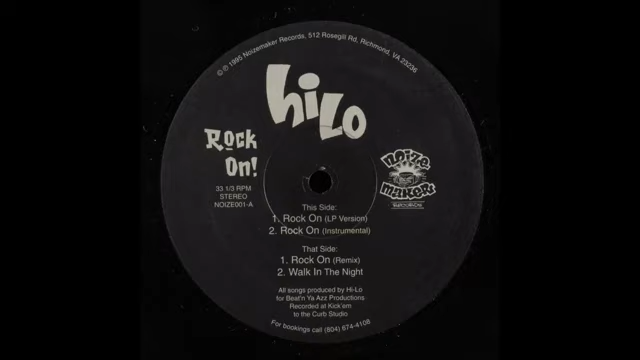 ℗ © 1995 Noizemaker Records, 512 Rosegill Rd, Richmond, VA 23236
hiLo
Rock
On!
NOIZE
MAKER
RECORDS
33 1/3 RPM
STEREO
NOIZE001-A
This Side:
1. Rock On (LP Version)
2. Rock On (Instrumental)
That Side:
1. Rock On (Remix)
2. Walk In The Night
All songs produced by Hi-Lo
for Beat'n Ya Azz Productions
Recorded at Kick'em
to the Curb Studio
For bookings call (804) 674-4108